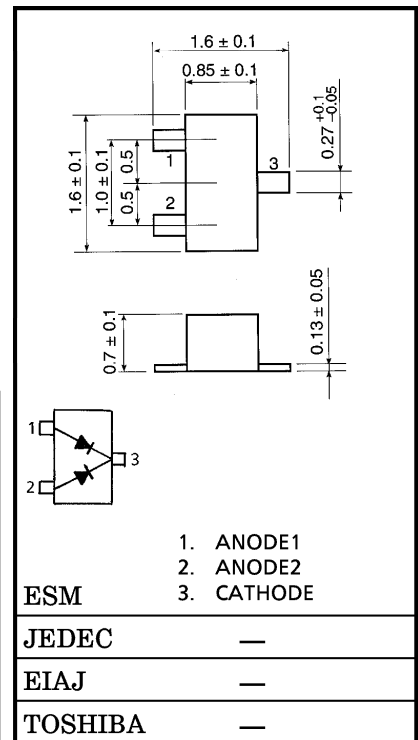 1.6 ± 0.1
0.85 ± 0.1
0.27 +0.1 -0.05
1.6 ± 0.1
1.0 ± 0.1
0.5
0.5
1
2
3
0.7 ± 0.1
0.13 ± 0.05
1
2
3
1. ANODE1
2. ANODE2
3. CATHODE
ESM
JEDEC —
EIAJ —
TOSHIBA —